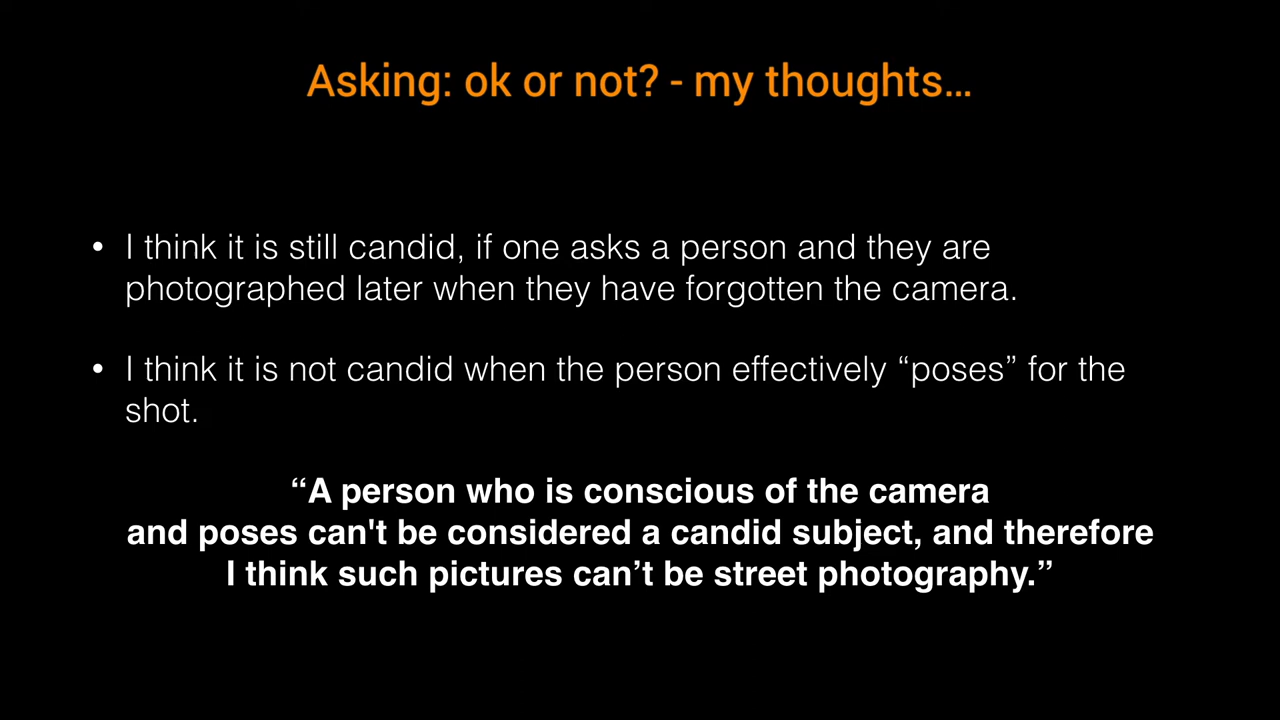 Asking: ok or not? - my thoughts…
• I think it is still candid, if one asks a person and they are
photographed later when they have forgotten the camera.
• I think it is not candid when the person effectively “poses” for the
shot.
“A person who is conscious of the camera
and poses can't be considered a candid subject, and therefore
I think such pictures can’t be street photography.”